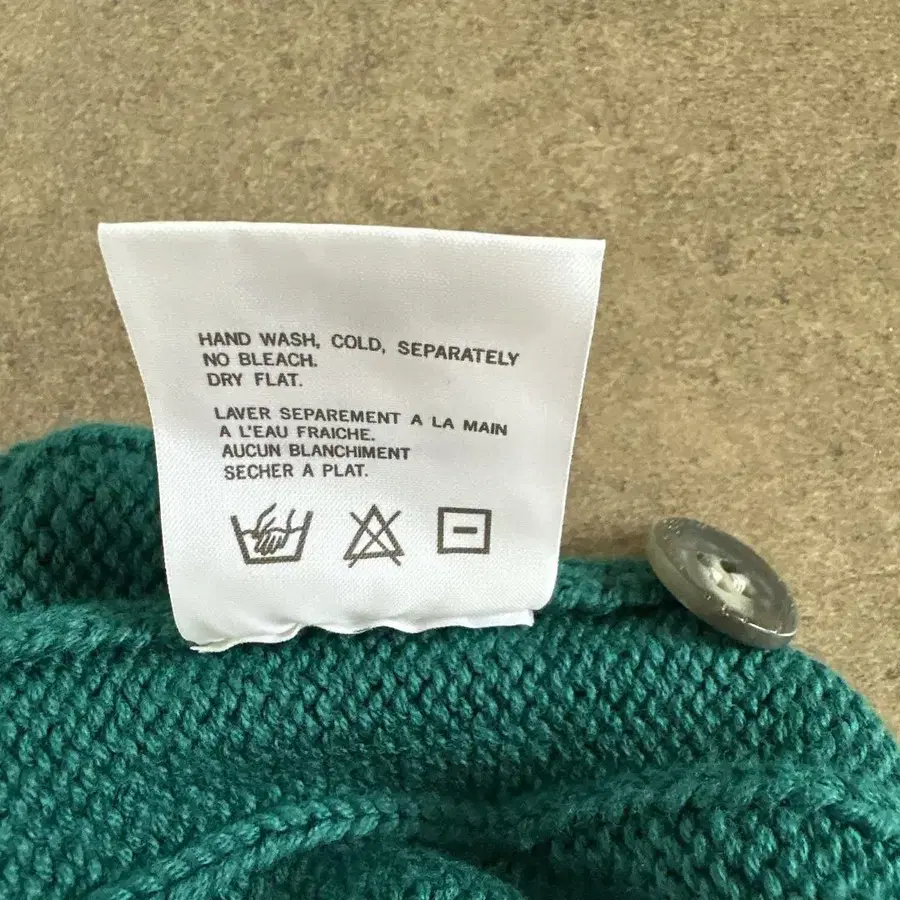 HAND WASH, COLD, SEPARATELY
NO BLEACH.
DRY FLAT.
LAVER SEPAREMENT A LA MAIN
A L'EAU FRAICHE.
AUCUN BLANCHIMENT
SECHER A PLAT.